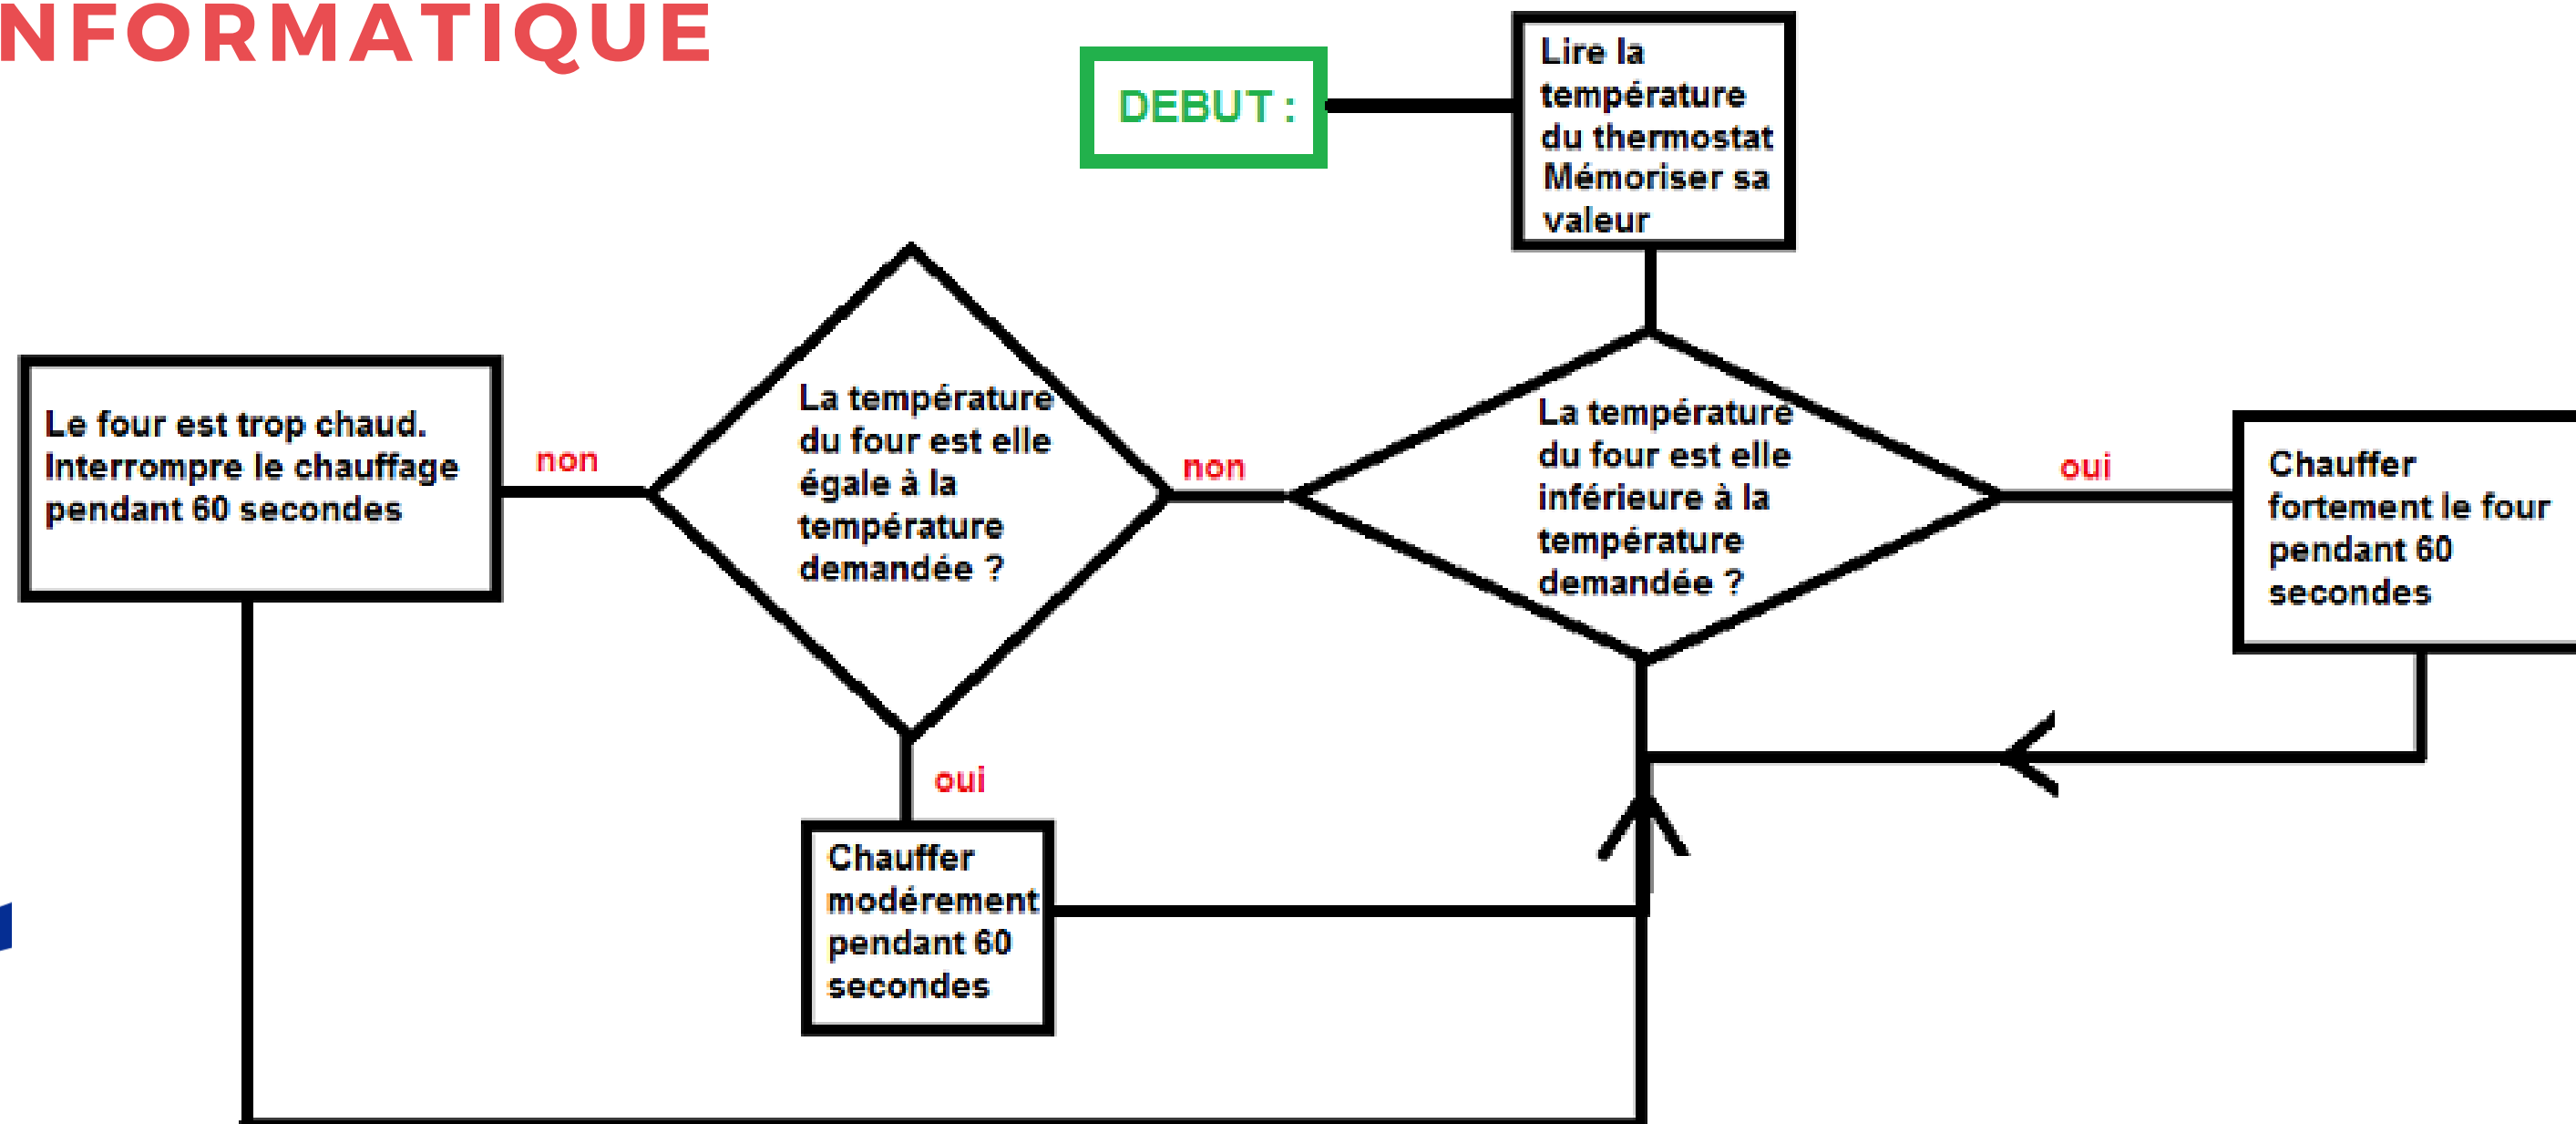 NFORMATIQUE
DEBUT :
Lire la
température
du thermostat
Mémoriser sa
valeur
Le four est trop chaud.
Interrompre le chauffage
pendant 60 secondes
non
La température
du four est elle
égale à la
température
demandée ?
non
La température
du four est elle
inférieure à la
température
demandée ?
oui
Chauffer
fortement le four
pendant 60
secondes
oui
Chauffer
modérement
pendant 60
secondes